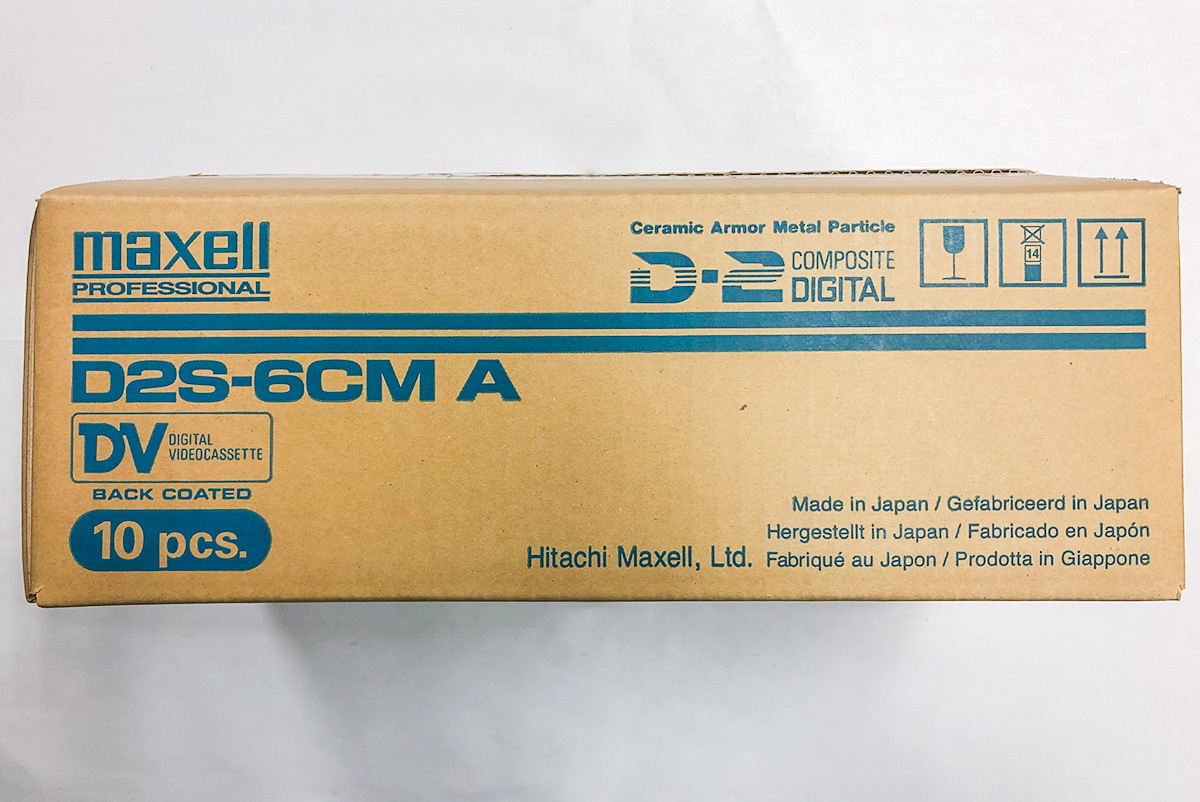 maxell
PROFESSIONAL
Ceramic Armor Metal Particle
D-2 COMPOSITE
DIGITAL
14
D2S-6CM A
DV DIGITAL
VIDEOCASSETTE
BACK COATED
10 pcs.
Hitachi Maxell, Ltd.
Made in Japan / Gefabriceerd in Japan
Hergestellt in Japan / Fabricado en Japón
Fabriqué au Japon / Prodotta in Giappone